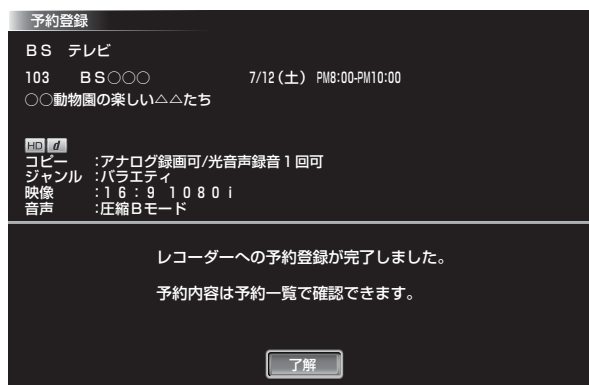 予約登録
BS テレビ
103 BS○○○ 7/12(土) PM8:00-PM10:00
○○動物園の楽しい△△たち
HD d
コピー :アナログ録画可/光音声録音1回可
ジャンル :バラエティ
映像 :16:9 1080i
音声 :圧縮Bモード
レコーダーへの予約登録が完了しました。
予約内容は予約一覧で確認できます。
了解